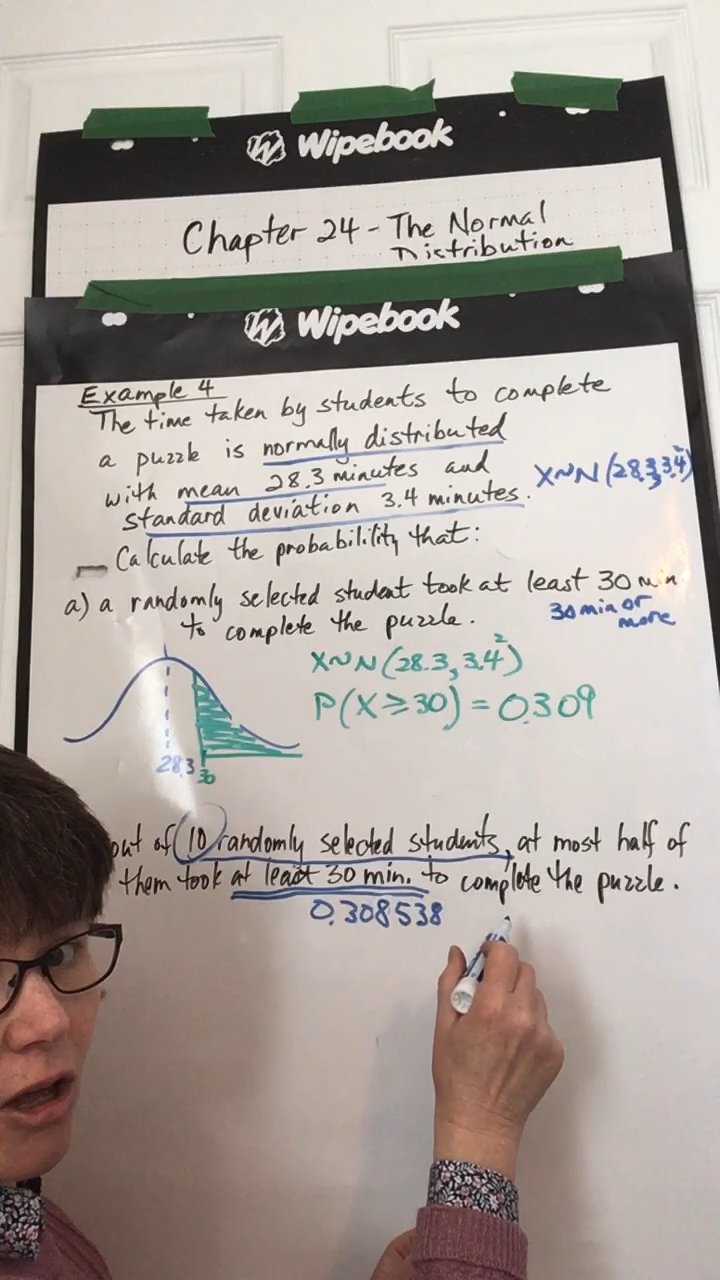 Wipebook
Chapter 24 - The Normal
Distribution
Wipebook
Example 4
The time taken by students to complete
a puzzle is normally distributed
with mean 28.3 minutes and
standard deviation 3.4 minutes.
X~N(28.3, 3.4²)
Calculate the probability that:
a) a randomly selected student took at least 30 min
to complete the puzzle.
30 min or
more
X~N(28.3, 3.4²)
P(X≥30) = 0.309
28.3 30
out of 10 randomly selected students, at most half of
them took at least 30 min. to complete the puzzle.
0.308538